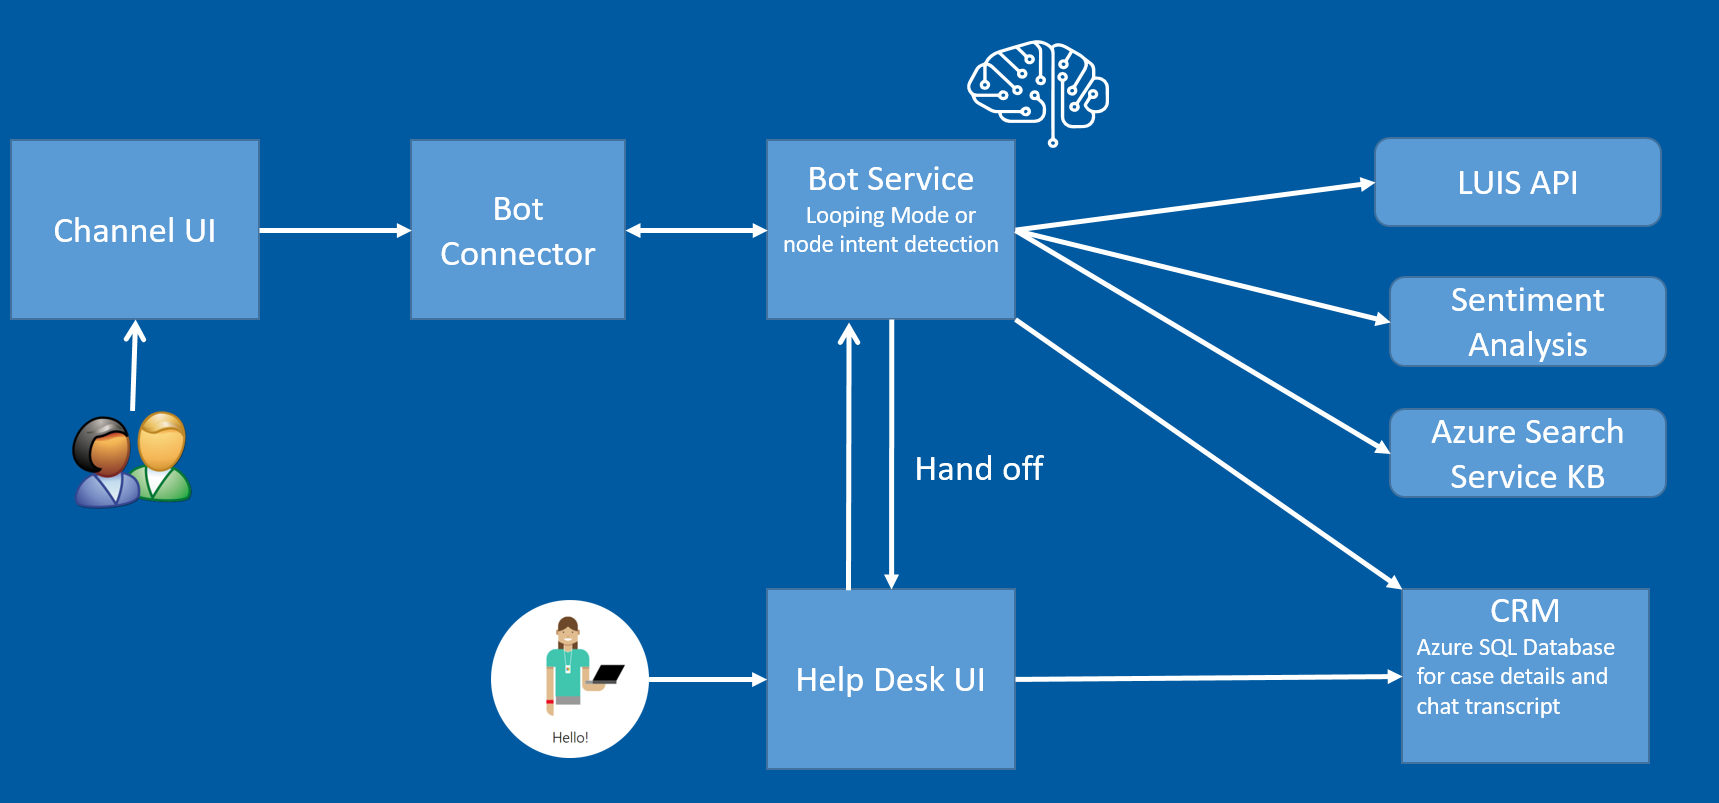 Channel UI
Bot
Connector
Bot Service
Looping Mode or
node intent detection
LUIS API
Sentiment
Analysis
Azure Search
Service KB
Hand off
Hello!
Help Desk UI
CRM
Azure SQL Database
for case details and
chat transcript